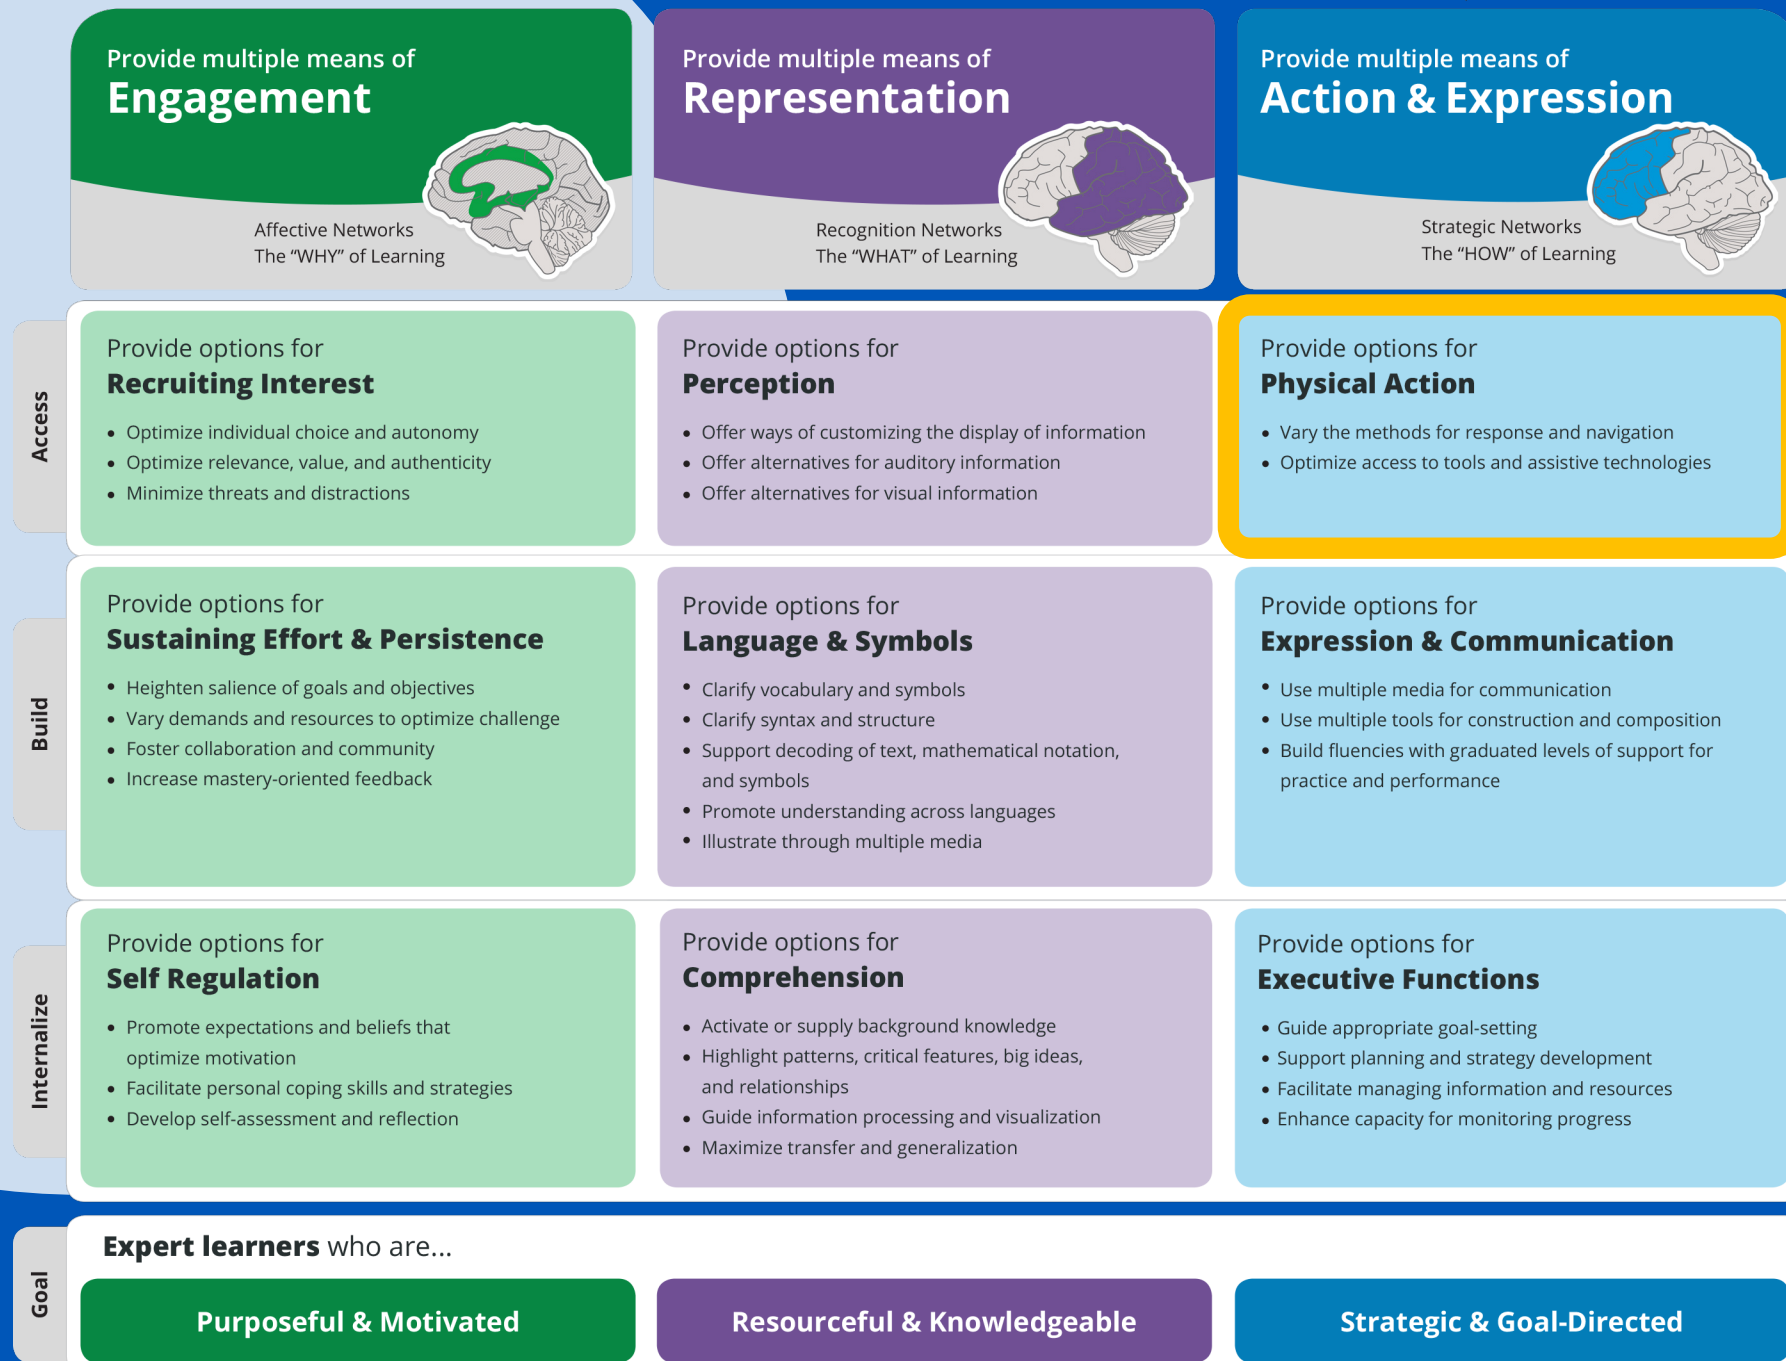 Provide multiple means of
Engagement
Affective Networks
The “WHY” of Learning
Provide multiple means of
Representation
Recognition Networks
The “WHAT” of Learning
Provide multiple means of
Action & Expression
Strategic Networks
The “HOW” of Learning
Access
Provide options for
Recruiting Interest
• Optimize individual choice and autonomy
• Optimize relevance, value, and authenticity
• Minimize threats and distractions
Provide options for
Perception
• Offer ways of customizing the display of information
• Offer alternatives for auditory information
• Offer alternatives for visual information
Provide options for
Physical Action
• Vary the methods for response and navigation
• Optimize access to tools and assistive technologies
Build
Provide options for
Sustaining Effort & Persistence
• Heighten salience of goals and objectives
• Vary demands and resources to optimize challenge
• Foster collaboration and community
• Increase mastery-oriented feedback
Provide options for
Language & Symbols
• Clarify vocabulary and symbols
• Clarify syntax and structure
• Support decoding of text, mathematical notation,
and symbols
• Promote understanding across languages
• Illustrate through multiple media
Provide options for
Expression & Communication
• Use multiple media for communication
• Use multiple tools for construction and composition
• Build fluencies with graduated levels of support for
practice and performance
Internalize
Provide options for
Self Regulation
• Promote expectations and beliefs that
optimize motivation
• Facilitate personal coping skills and strategies
• Develop self-assessment and reflection
Provide options for
Comprehension
• Activate or supply background knowledge
• Highlight patterns, critical features, big ideas,
and relationships
• Guide information processing and visualization
• Maximize transfer and generalization
Provide options for
Executive Functions
• Guide appropriate goal-setting
• Support planning and strategy development
• Facilitate managing information and resources
• Enhance capacity for monitoring progress
Goal
Expert learners who are...
Purposeful & Motivated
Resourceful & Knowledgeable
Strategic & Goal-Directed